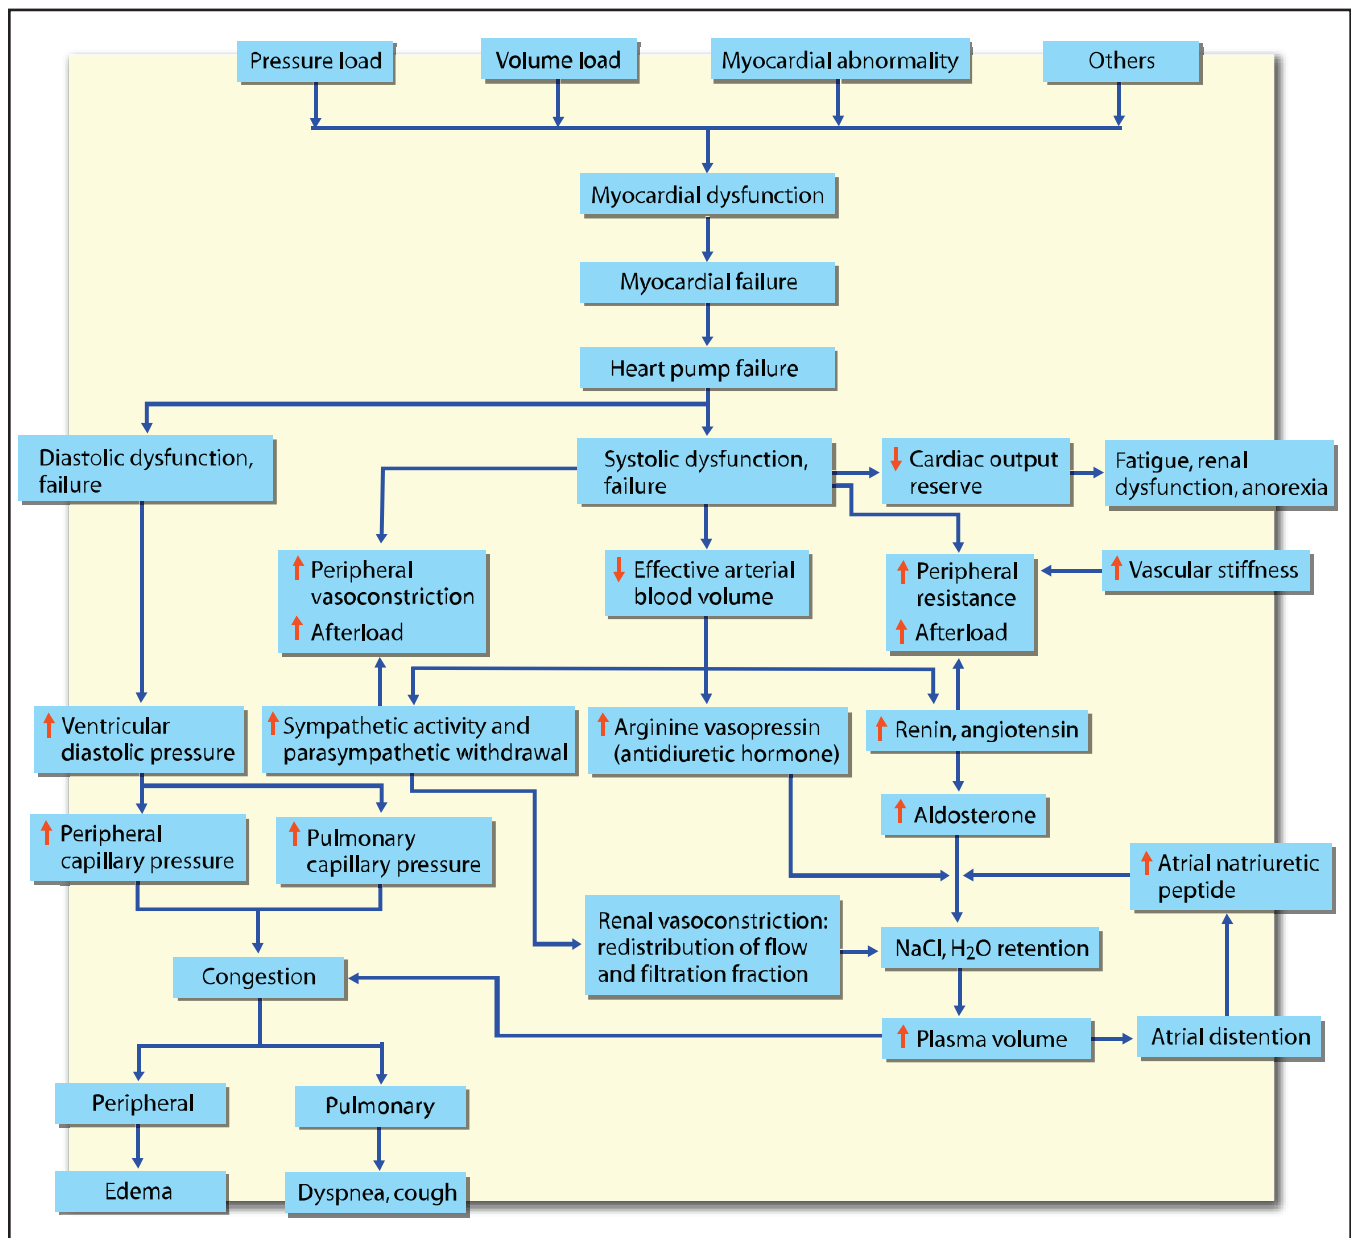 Pressure load
Volume load
Myocardial abnormality
Others
Myocardial dysfunction
Myocardial failure
Heart pump failure
Diastolic dysfunction,
failure
Systolic dysfunction,
failure
↓ Cardiac output
reserve
Fatigue, renal
dysfunction, anorexia
↑ Peripheral
vasoconstriction
↑ Afterload
↓ Effective arterial
blood volume
↑ Peripheral
resistance
↑ Afterload
↑ Vascular stiffness
↑ Ventricular
diastolic pressure
↑ Sympathetic activity and
parasympathetic withdrawal
↑ Arginine vasopressin
(antidiuretic hormone)
↑ Renin, angiotensin
↑ Peripheral
capillary pressure
↑ Pulmonary
capillary pressure
↑ Aldosterone
↑ Atrial natriuretic
peptide
Renal vasoconstriction:
redistribution of flow
and filtration fraction
NaCl, H₂O retention
Congestion
↑ Plasma volume
Atrial distention
Peripheral
Pulmonary
Edema
Dyspnea, cough